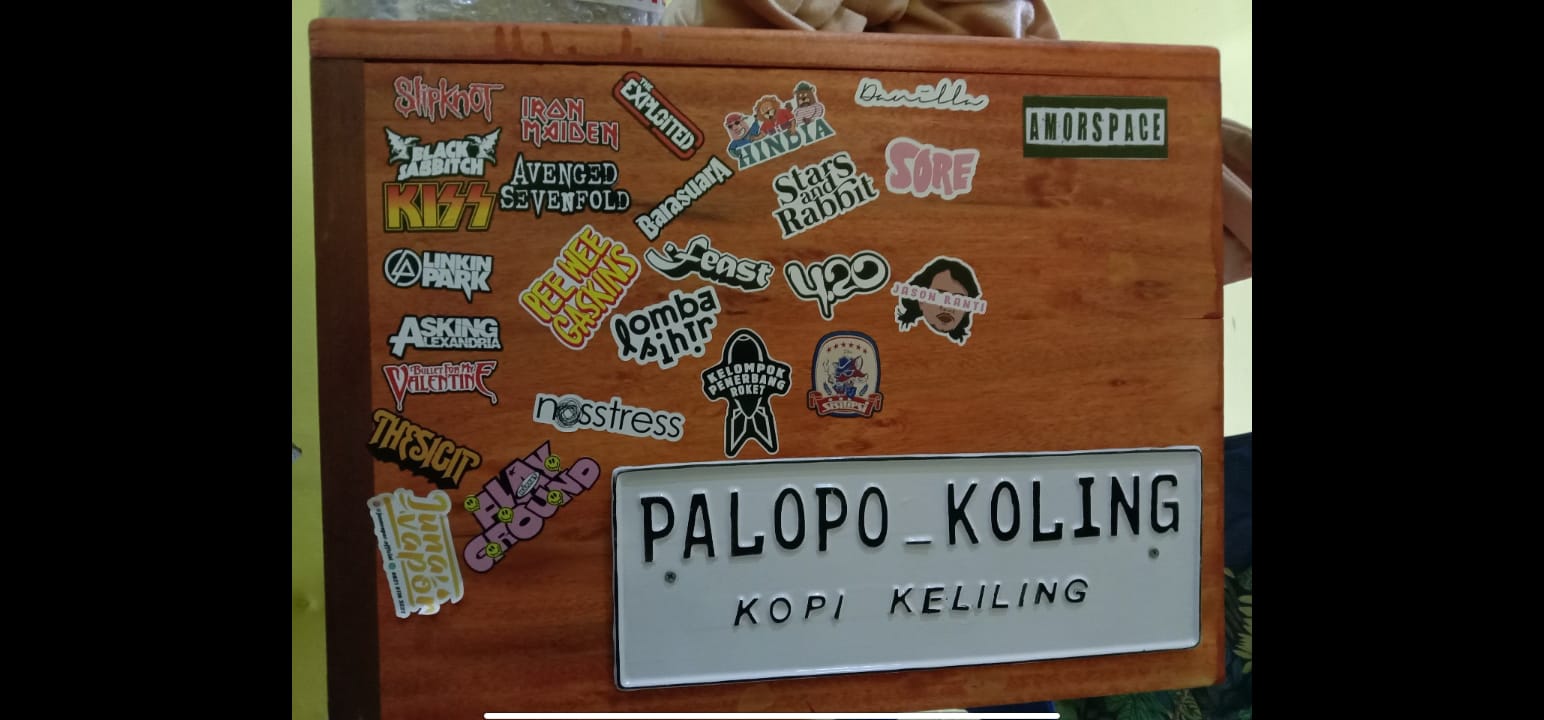 SLIPKNOT
IRON
MAIDEN
THE
EXPLOITED
HINDIA
Danilla
AMORSPACE
BLACK
SABBITCH
KISS
AVENGED
SEVENFOLD
Barasuara
Stars
and
Rabbit
SORE
LINKIN
PARK
PEE WEE
GASKINS
.feast
4.20
JASON RANTI
lomba
sihir
ASKING
ALEXANDRIA
BULLET FOR MY
VALENTINE
KELOMPOK
PENERBANG
ROKET
nosstress
THE SIGIT
PLAY
GROUND
Juna
vapor
PALOPO_KOLING
KOPI KELILING